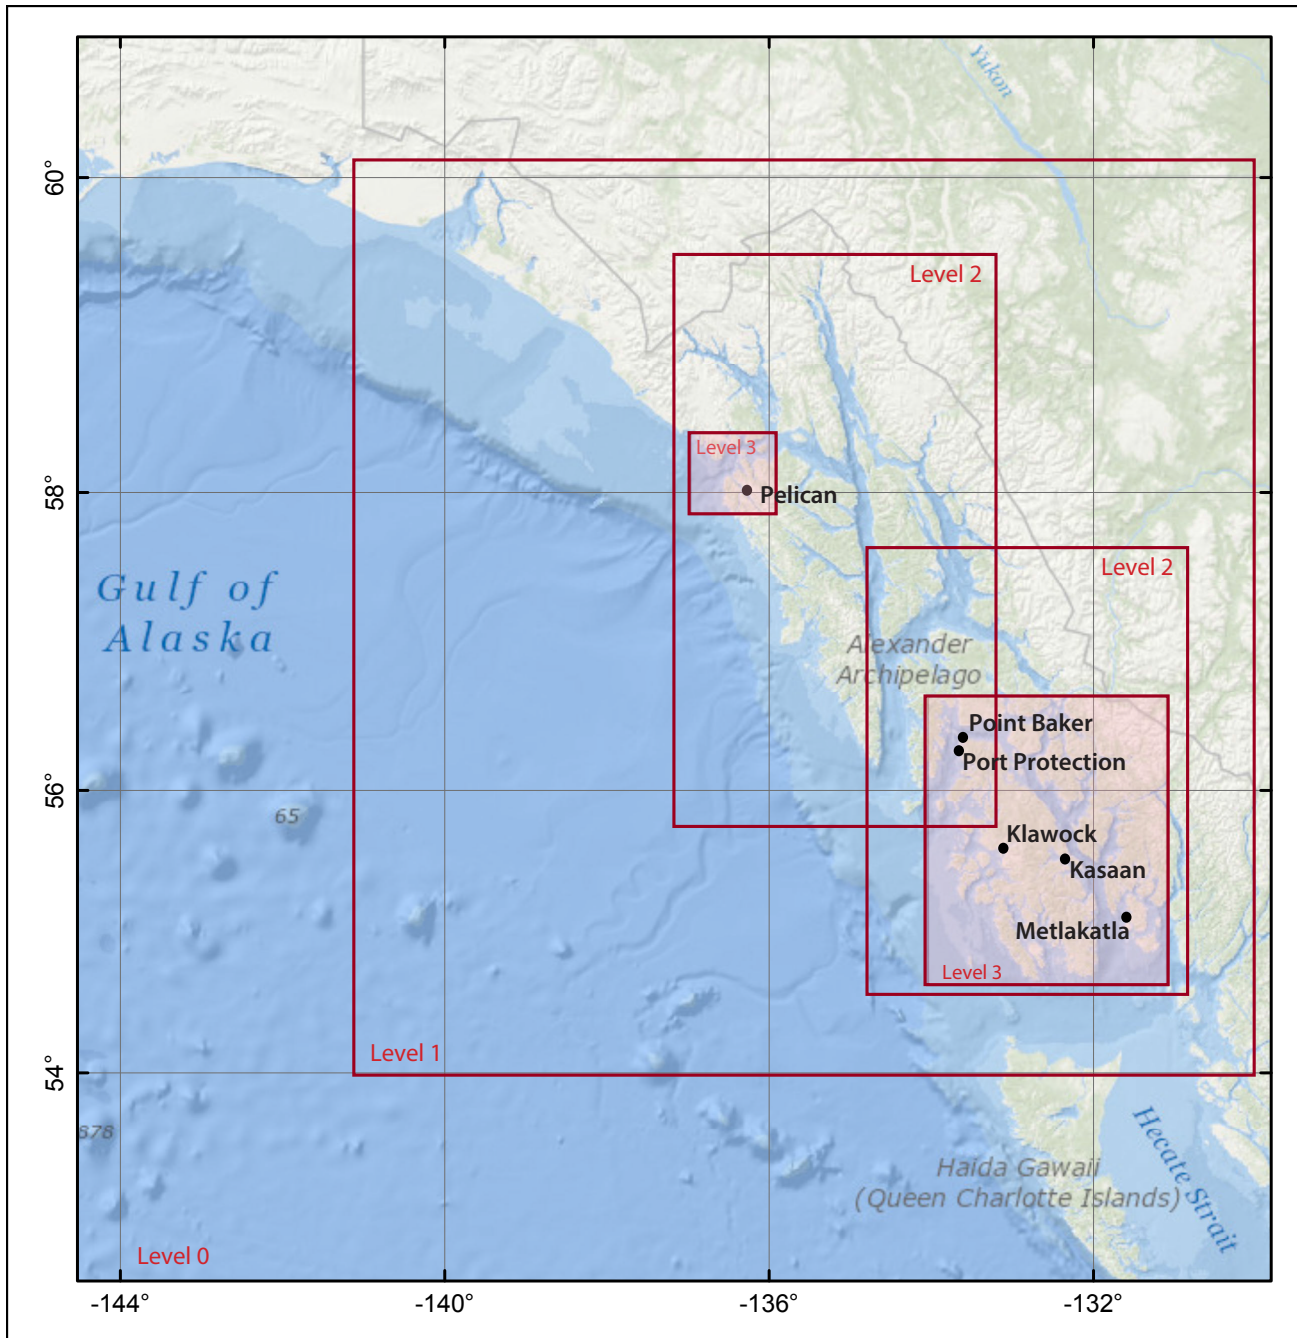 Yukon
60°
Level 2
Level 3
58°
Pelican
Level 2
Gulf of
Alaska
Alexander
Archipelago
Point Baker
Port Protection
56°
65
Klawock
Kasaan
Metlakatla
Level 3
Level 1
54°
878
Hecate Strait
Haida Gawaii
(Queen Charlotte Islands)
Level 0
-144°
-140°
-136°
-132°